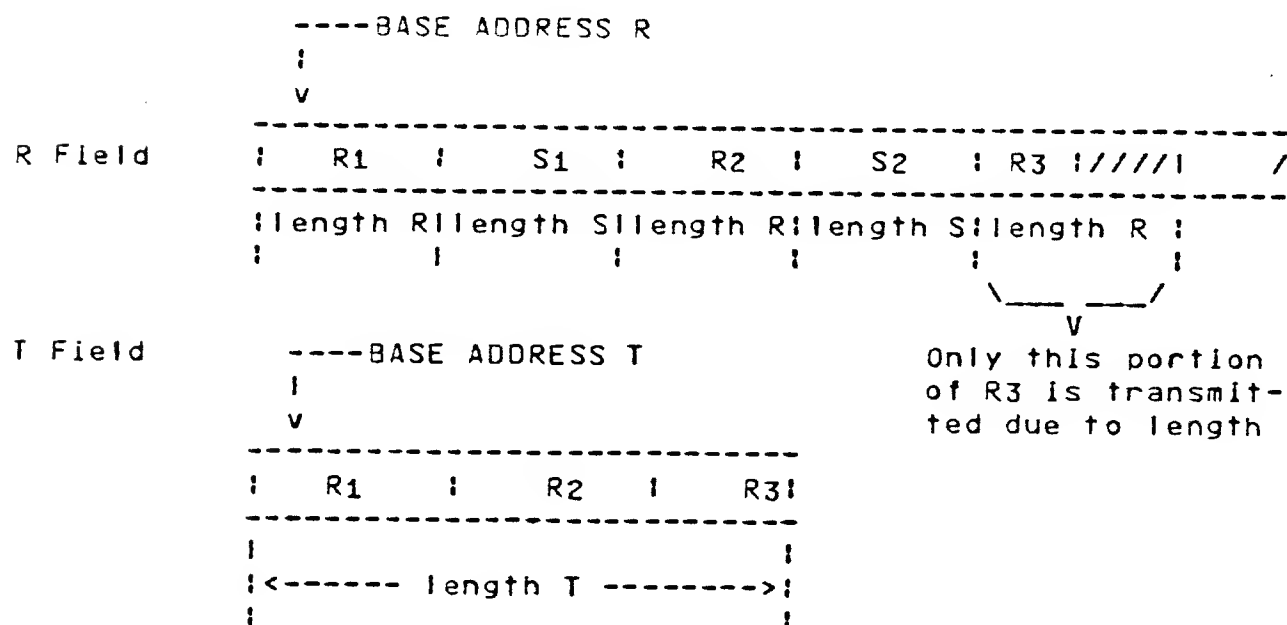 ----BASE ADDRESS R
R Field
R1 S1 R2 S2 R3
length R length S length R length S length R
V
T Field
----BASE ADDRESS T
Only this portion
of R3 is transmit-
ted due to length
R1 R2 R3
<------ length T ------->